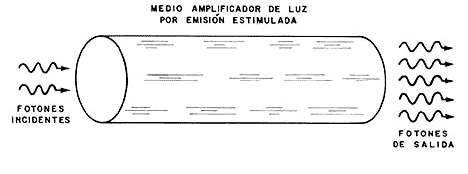 MEDIO AMPLIFICADOR DE LUZ
POR EMISIÓN ESTIMULADA
FOTONES
INCIDENTES
FOTONES
DE SALIDA